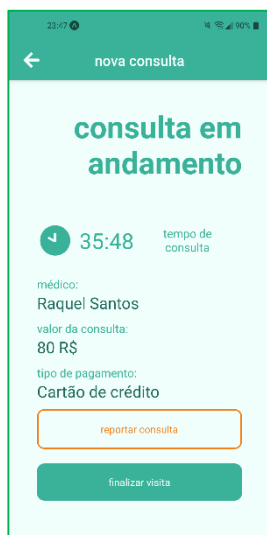 23:47
90%
nova consulta
consulta em
andamento
35:48
tempo de
consulta
médico:
Raquel Santos
valor da consulta:
80 R$
tipo de pagamento:
Cartão de crédito
reportar consulta
finalizar visita